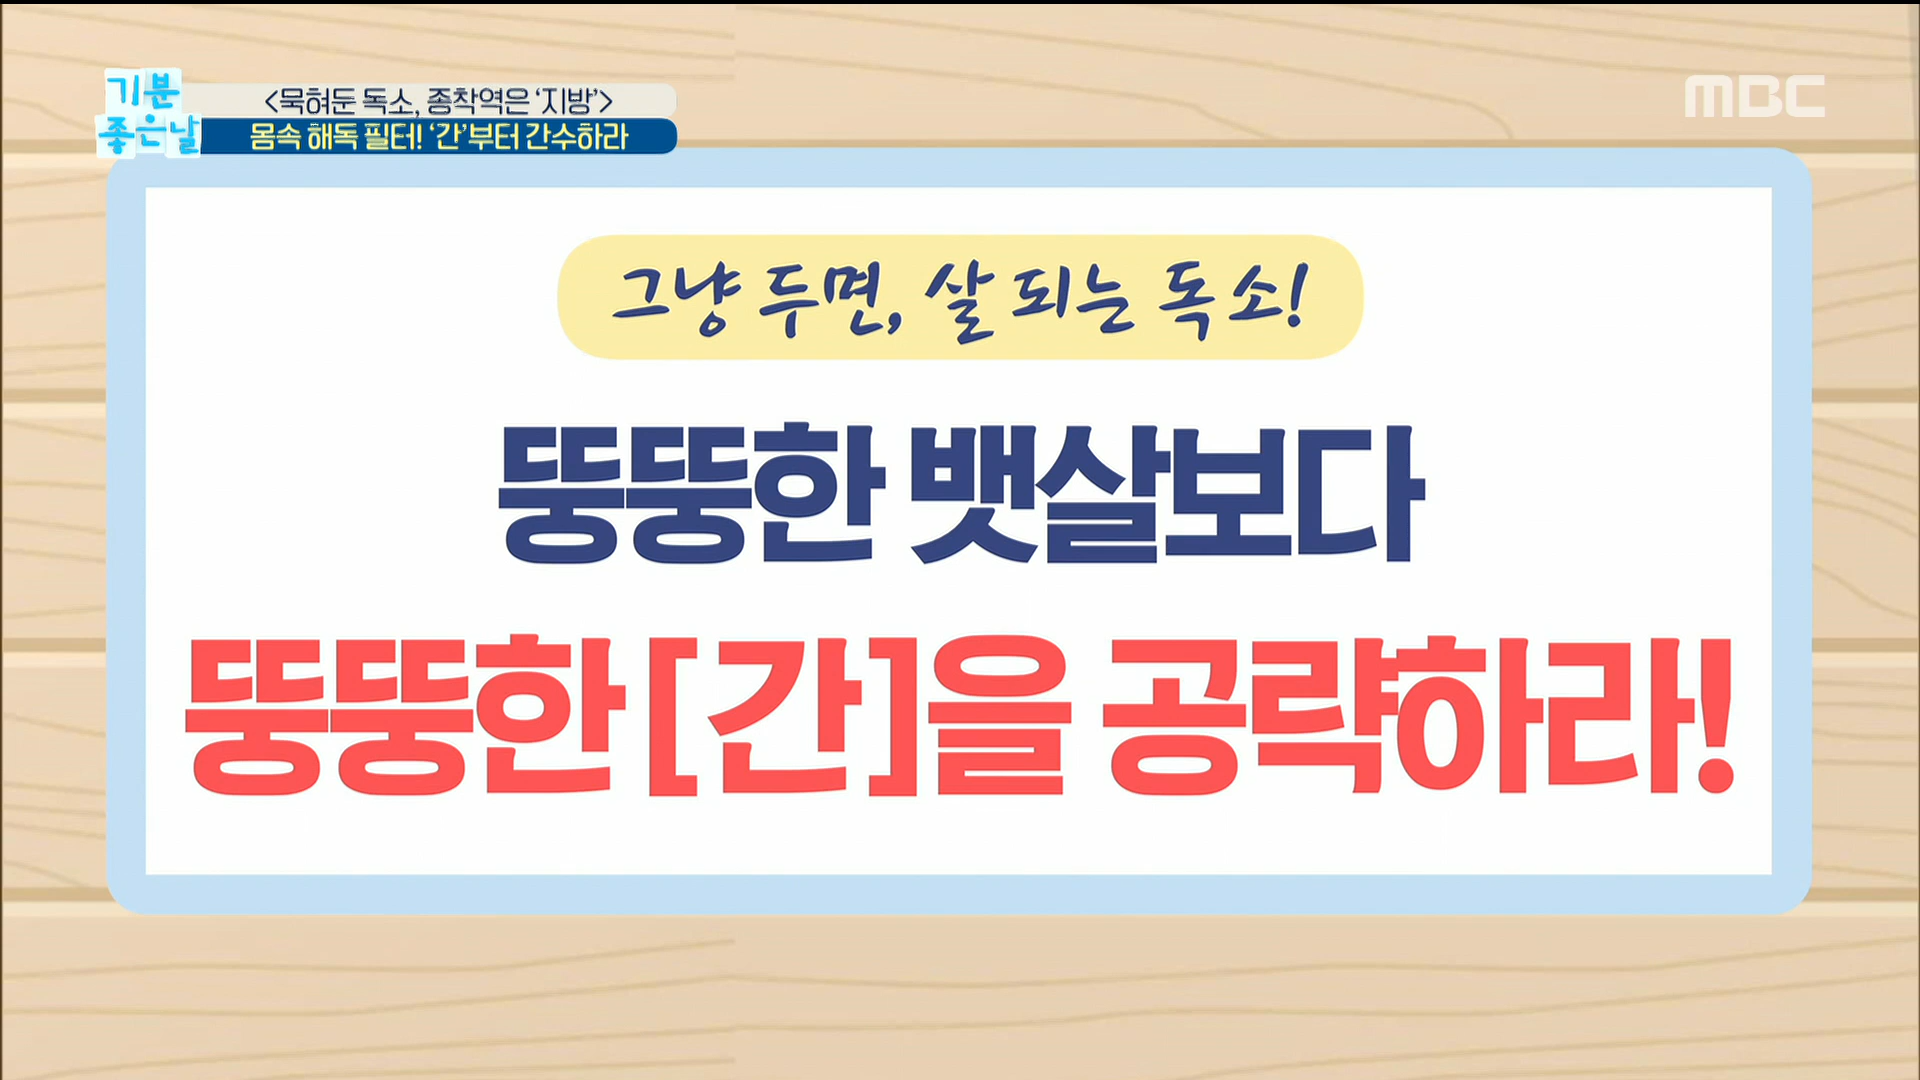 기분
좋은날
<묵혀둔 독소, 종착역은 ‘지방’>
몸속 해독 필터! ‘간’부터 간수하라
MBC
그냥 두면, 살 되는 독소!
뚱뚱한 뱃살보다
뚱뚱한 [간]을 공략하라!